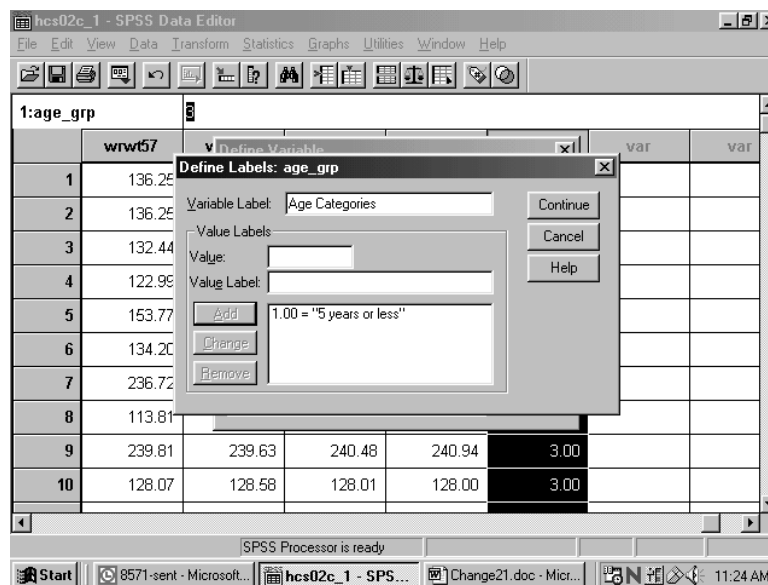 hcs02c_1 - SPSS Data Editor
File Edit View Data Transform Statistics Graphs Utilities Window Help
1:age_grp 3
wrwt57 v var var
Define Variable
Define Labels: age_grp
Variable Label: Age Categories
Continue
Value Labels
Cancel
Value:
Help
Value Label:
Add
1.00 = "5 years or less"
Change
Remove
1 136.25
2 136.25
3 132.44
4 122.99
5 153.77
6 134.20
7 236.72
8 113.81
9 239.81 239.63 240.48 240.94 3.00
10 128.07 128.58 128.01 128.00 3.00
SPSS Processor is ready
Start 8571-sent - Microsoft... hcs02c_1 - SPS... Change21.doc - Micr... 11:24 AM